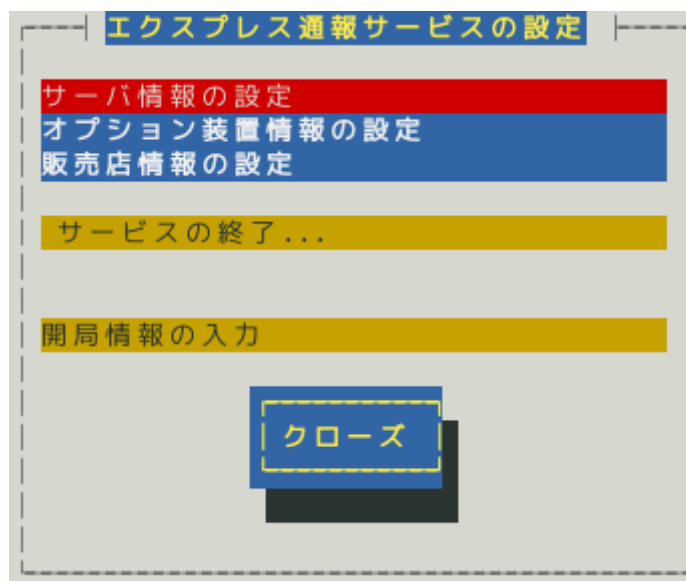 エクスプレス通報サービスの設定
サーバ情報の設定
オプション装置情報の設定
販売店情報の設定
サービスの終了...
開局情報の入力
クローズ